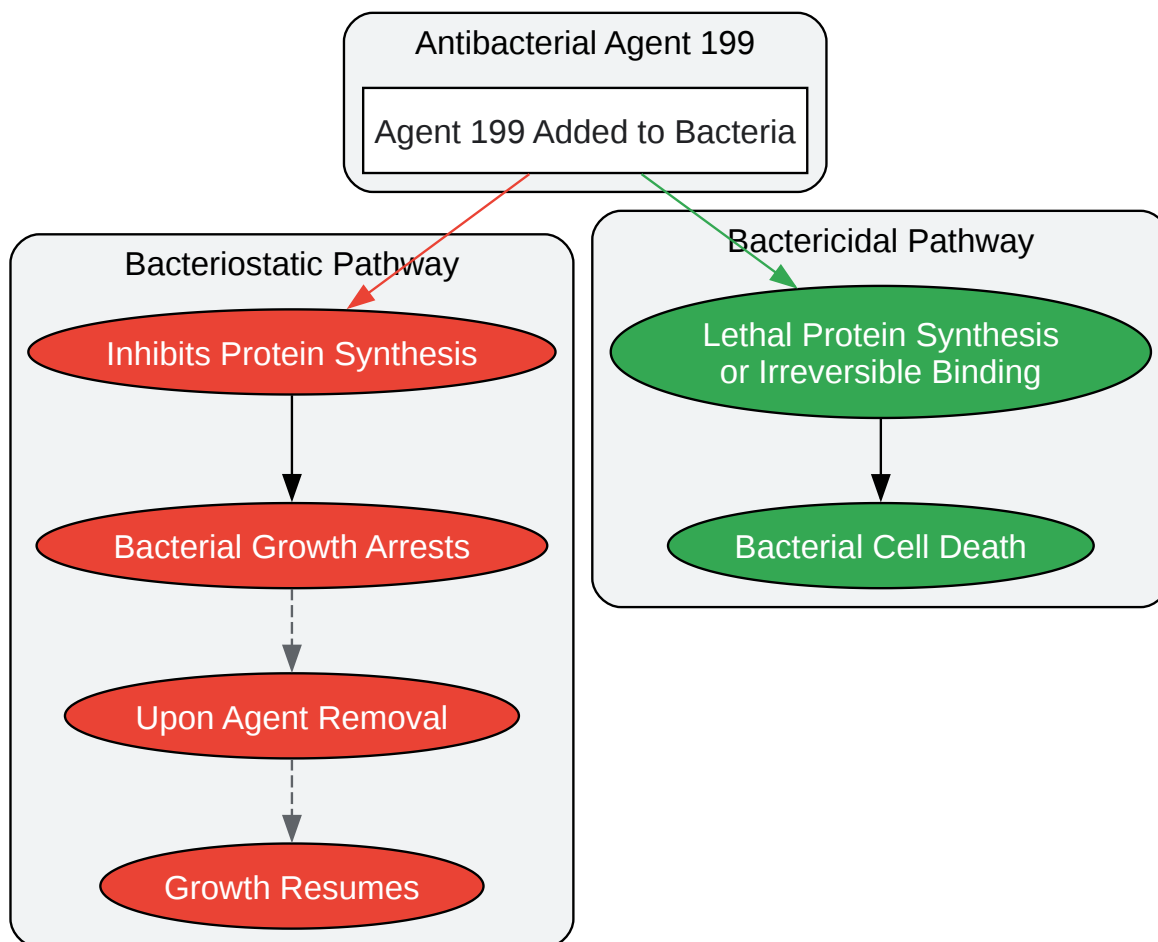 Antibacterial Agent 199
Agent 199 Added to Bacteria
Bacteriostatic Pathway
Inhibits Protein Synthesis
Bacterial Growth Arrests
Upon Agent Removal
Growth Resumes
Bactericidal Pathway
Lethal Protein Synthesis
or Irreversible Binding
Bacterial Cell Death